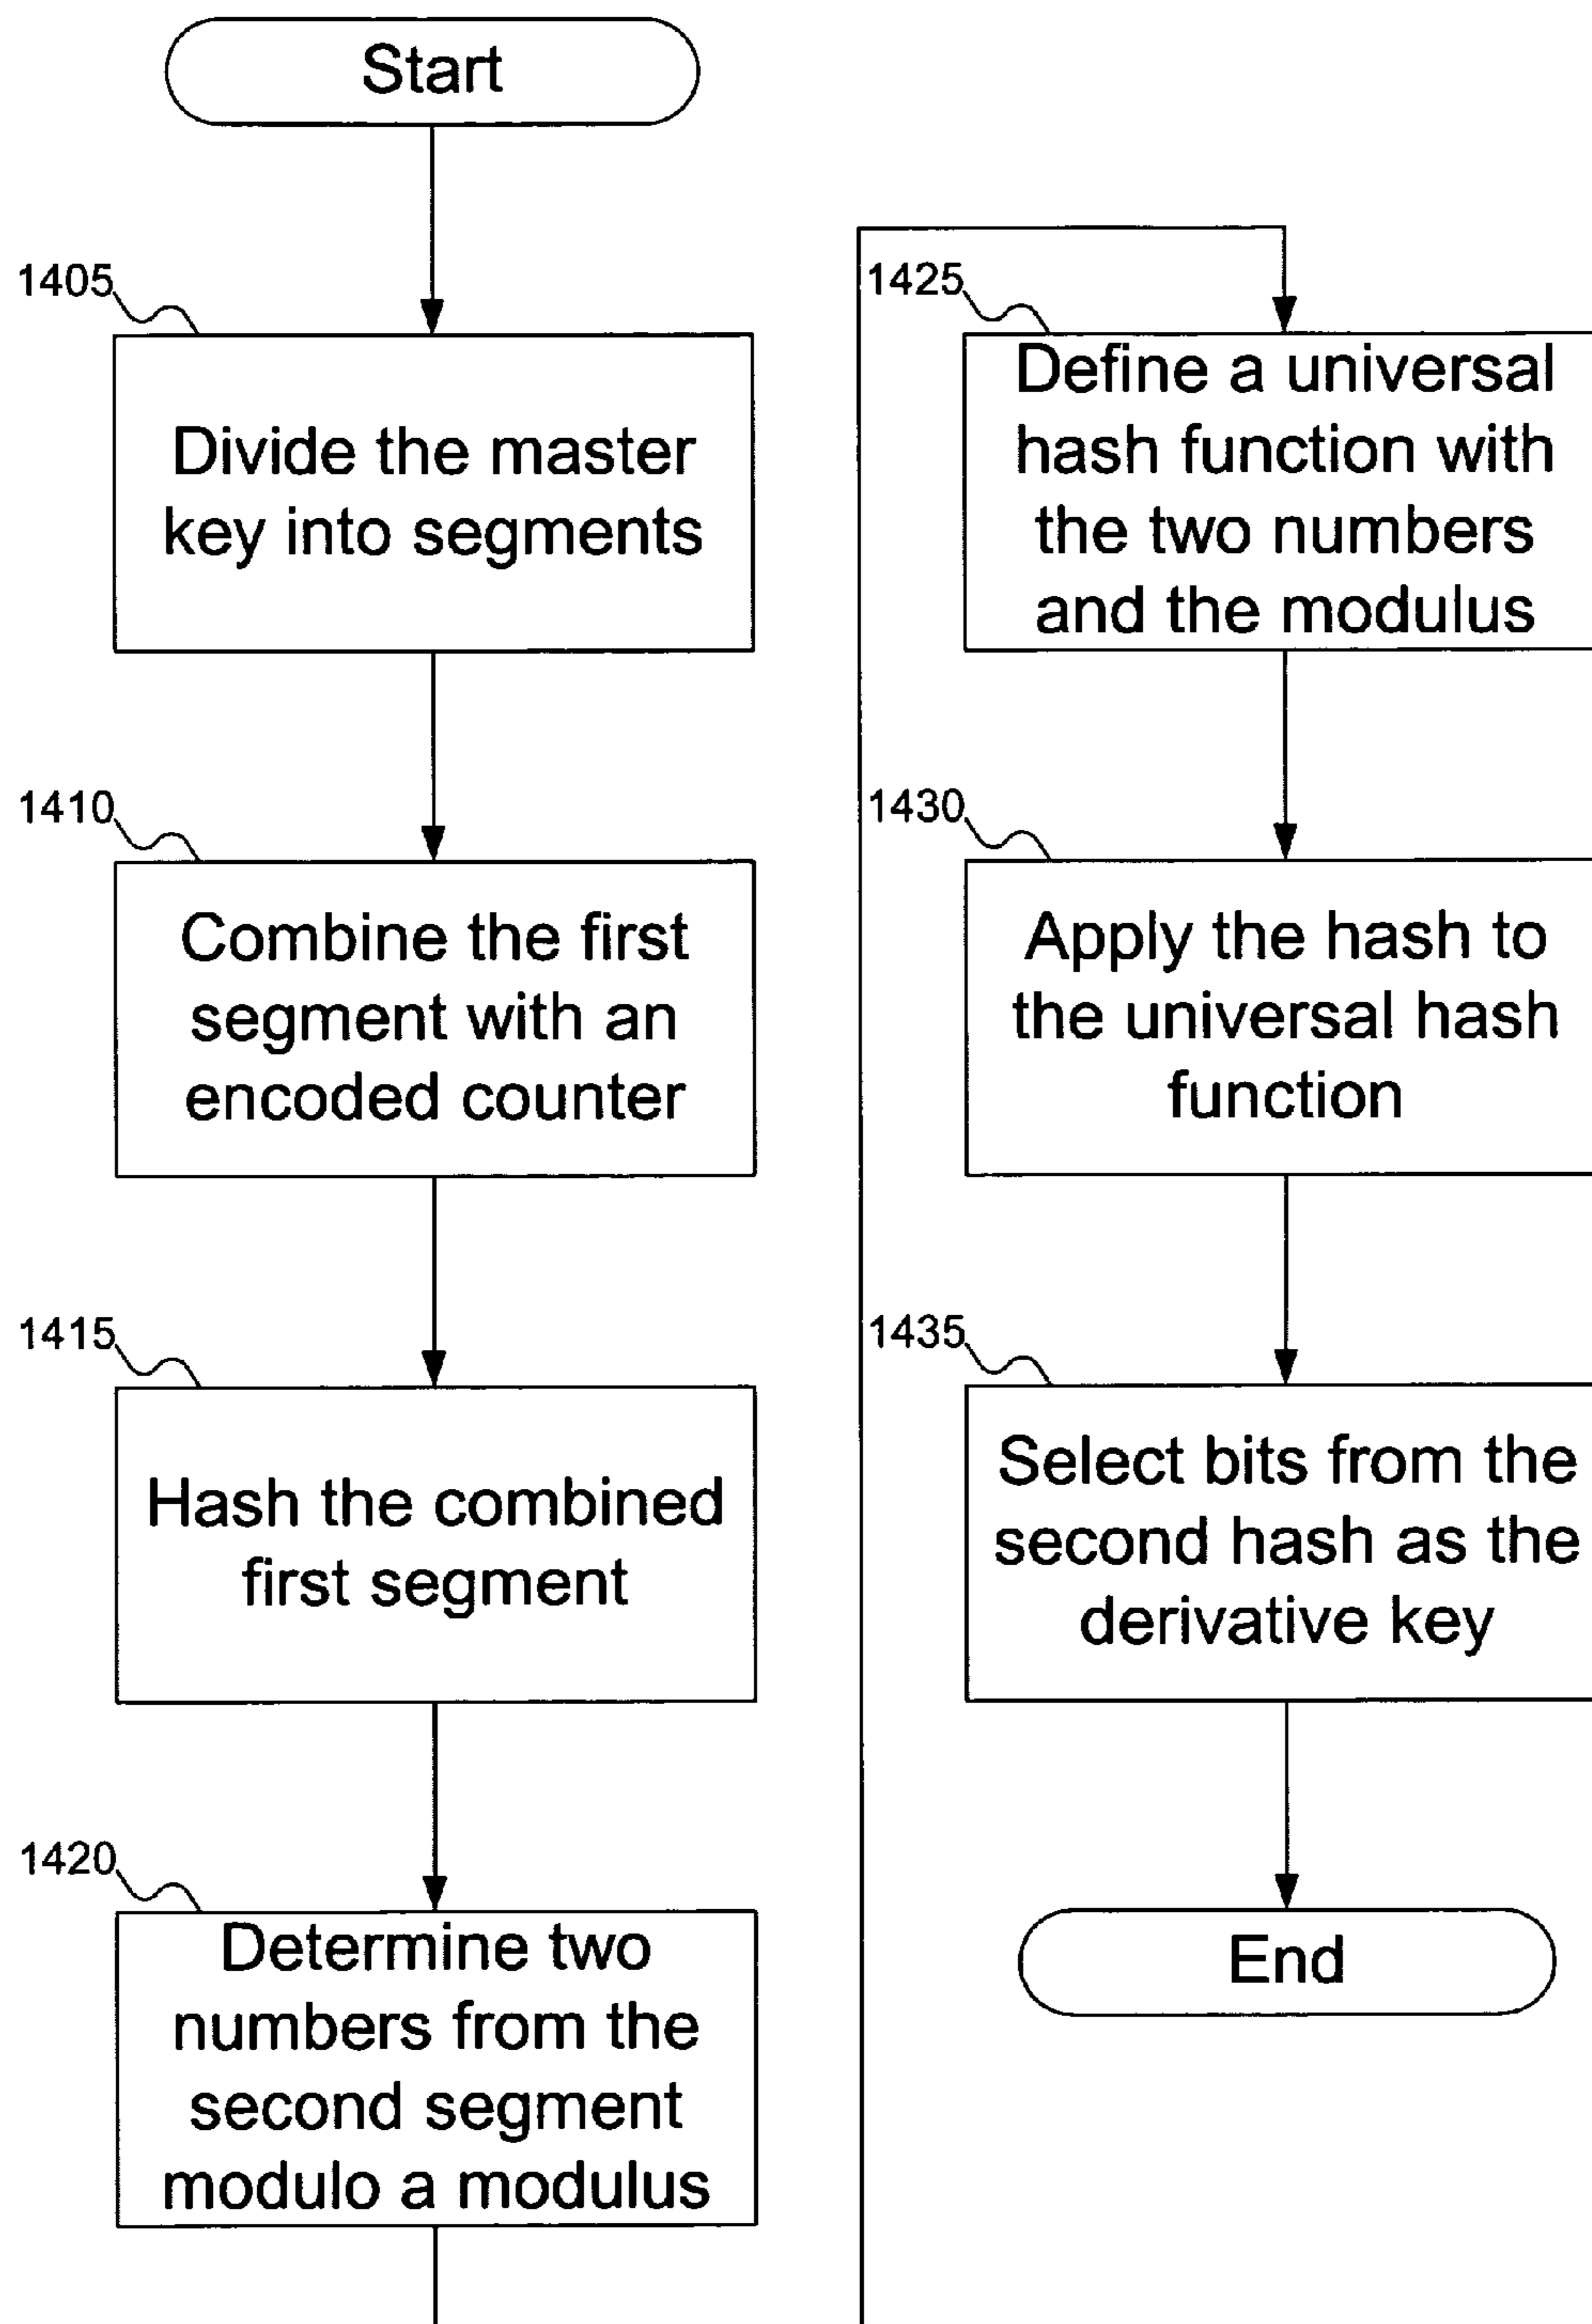 Start
1405
Divide the master
key into segments
1410
Combine the first
segment with an
encoded counter
1415
Hash the combined
first segment
1420
Determine two
numbers from the
second segment
modulo a modulus
1425
Define a universal
hash function with
the two numbers
and the modulus
1430
Apply the hash to
the universal hash
function
1435
Select bits from the
second hash as the
derivative key
End